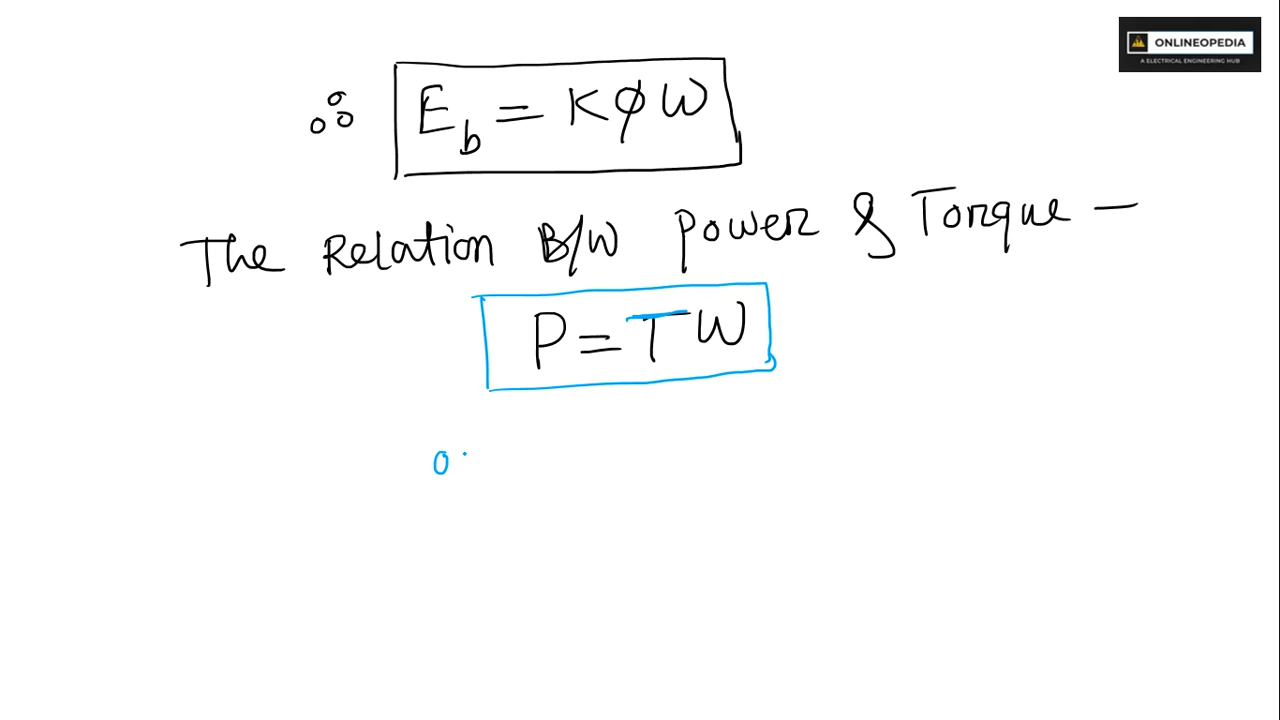 ONLINEOPEDIA
A ELECTRICAL ENGINEERING HUB
∴ E_b = KϕW
The Relation B/W Power & Torque —
P = TW
o